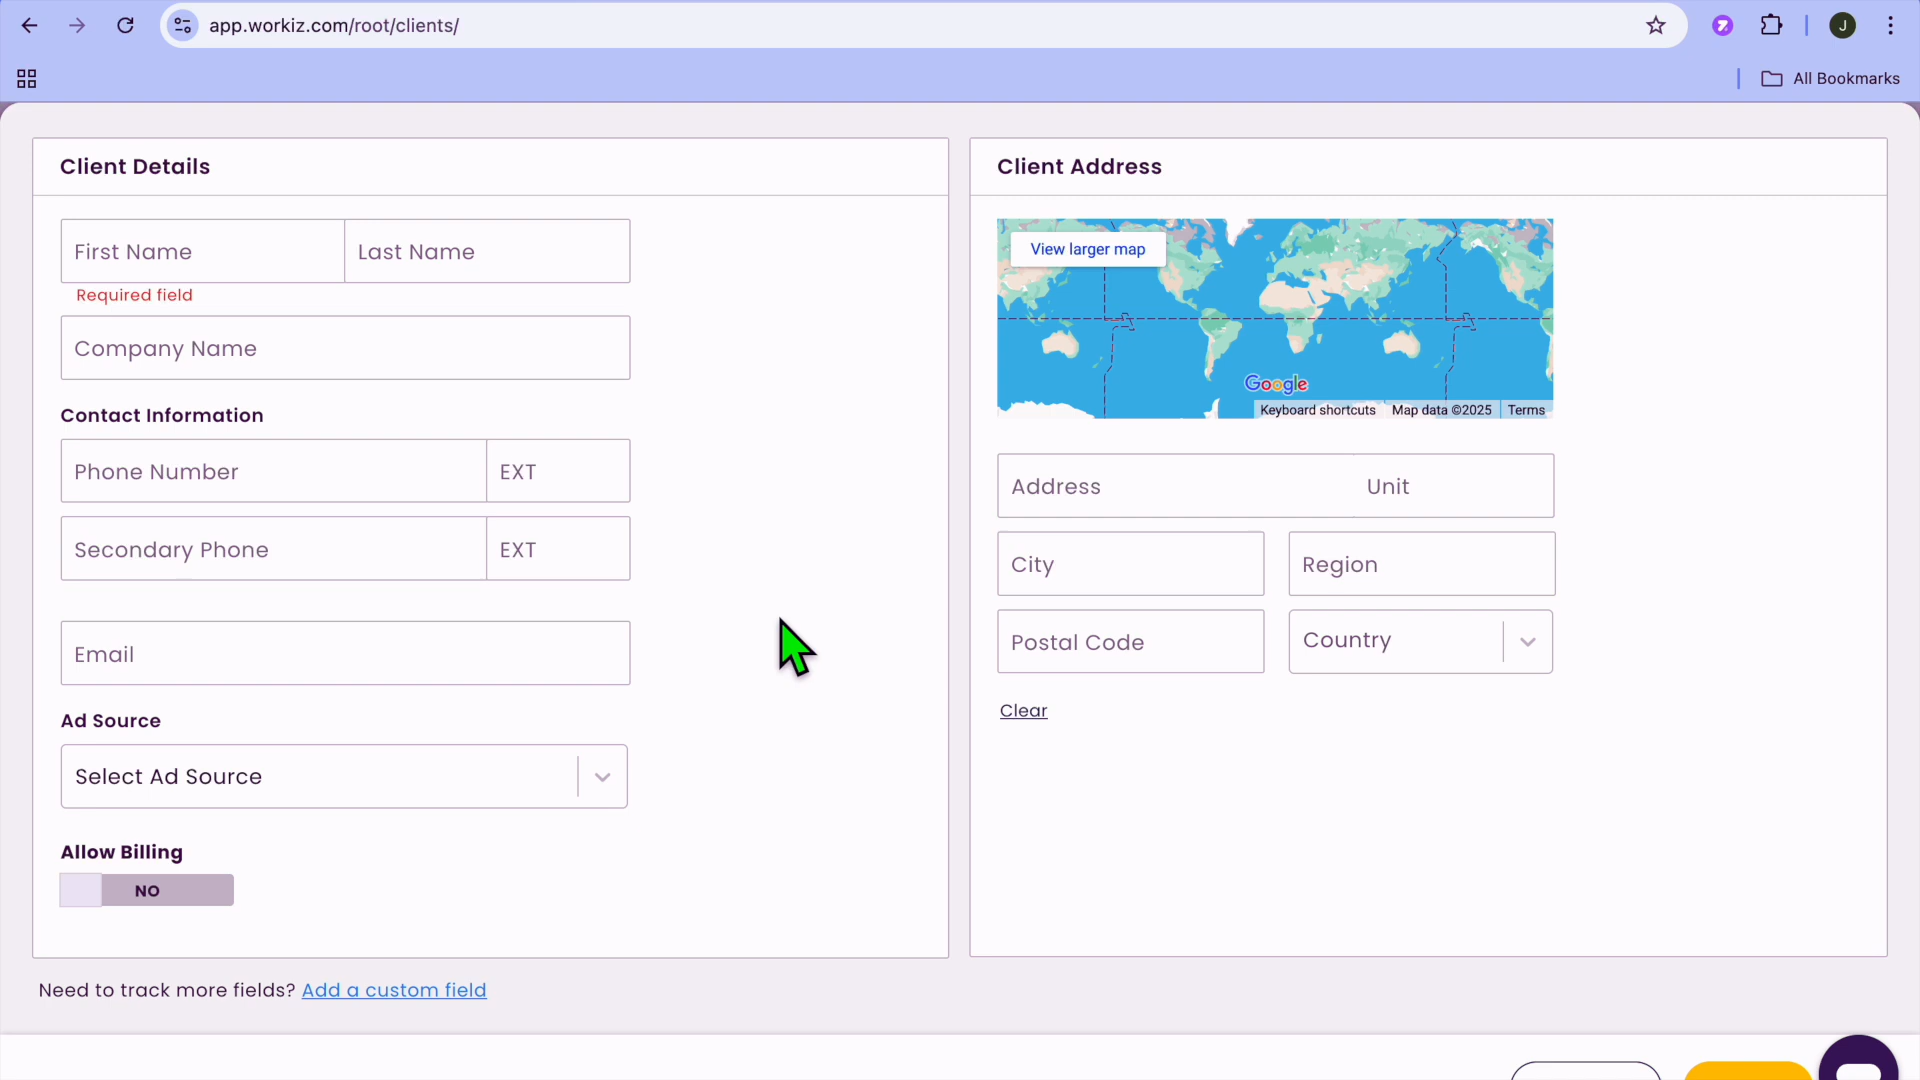 app.workiz.com/root/clients/
J
All Bookmarks
Client Details
First Name
Last Name
Required field
Company Name
Contact Information
Phone Number
EXT
Secondary Phone
EXT
Email
Ad Source
Select Ad Source
Allow Billing
NO
Need to track more fields? Add a custom field
Client Address
View larger map
Google
Keyboard shortcuts
Map data ©2025
Terms
Address
Unit
City
Region
Postal Code
Country
Clear